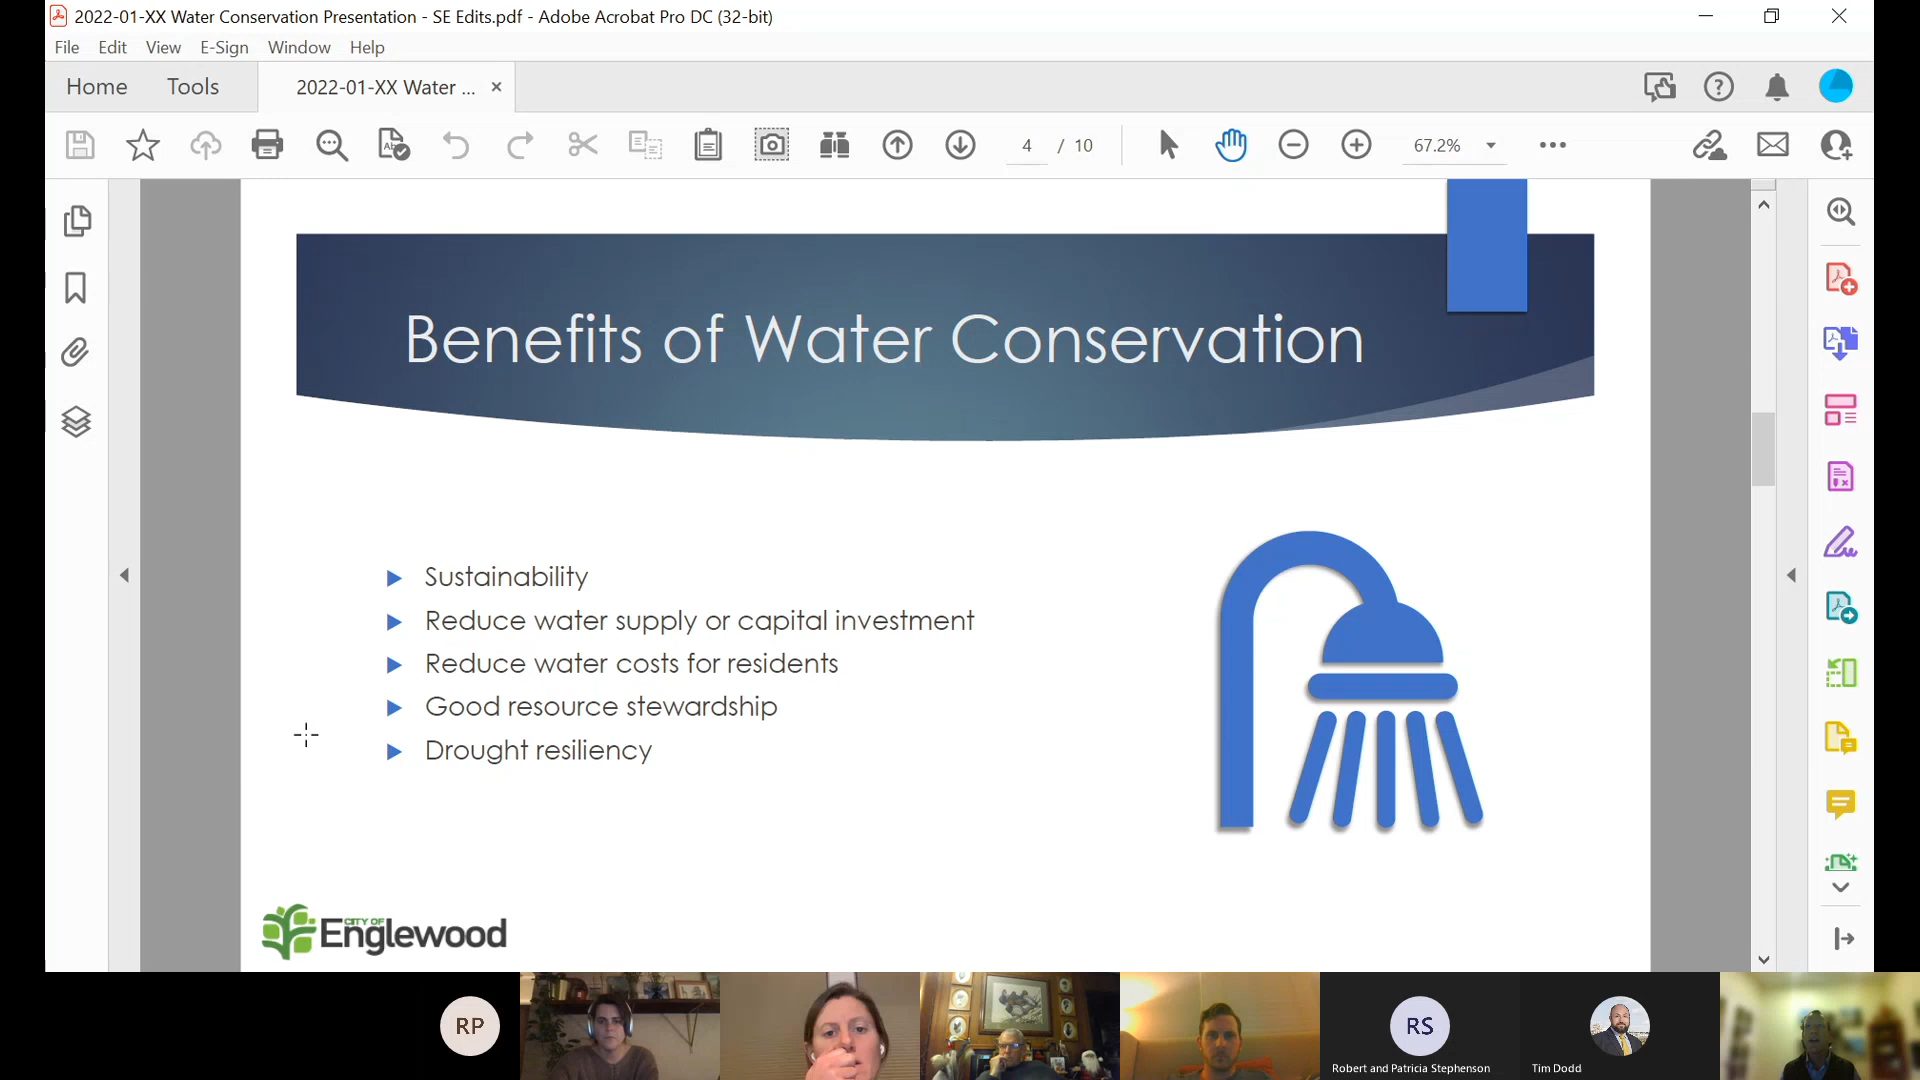 2022-01-XX Water Conservation Presentation - SE Edits.pdf - Adobe Acrobat Pro DC (32-bit)
File Edit View E-Sign Window Help
Home Tools 2022-01-XX Water ... ×
4 / 10 67.2%
Benefits of Water Conservation
Sustainability
Reduce water supply or capital investment
Reduce water costs for residents
Good resource stewardship
Drought resiliency
CITY OF
Englewood
RP
RS
Robert and Patricia Stephenson
Tim Dodd